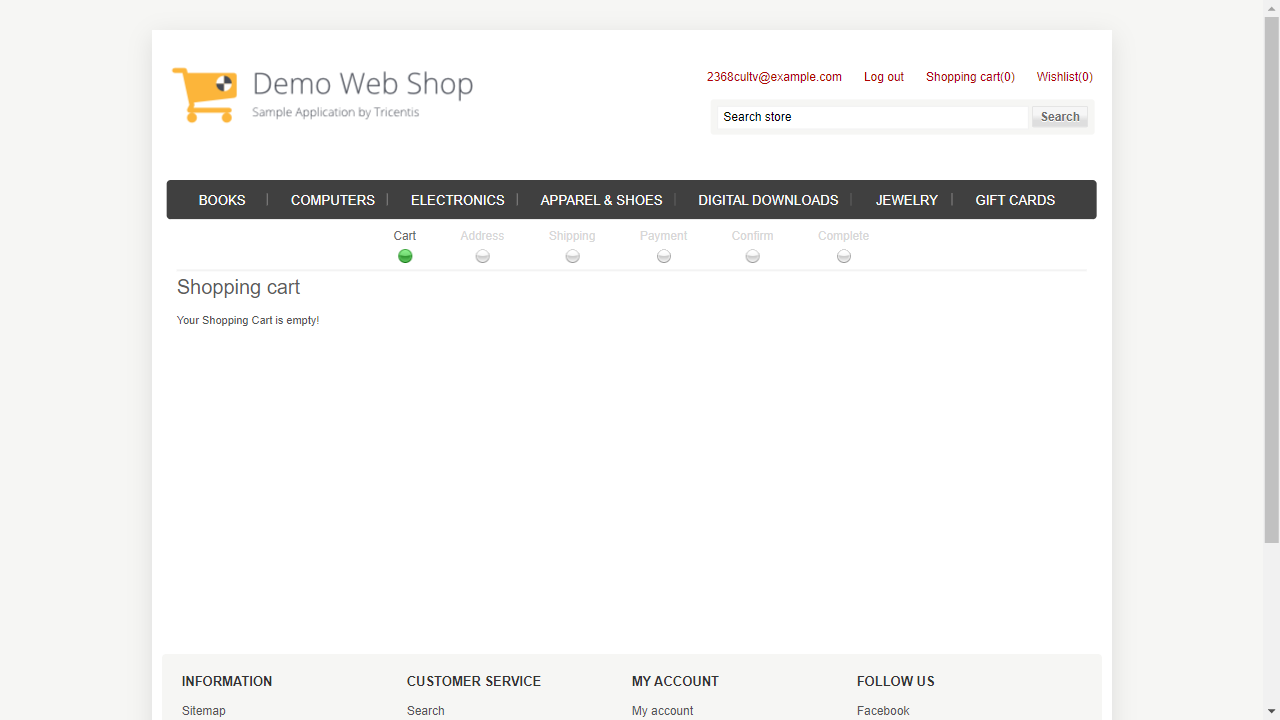 Demo Web Shop
Sample Application by Tricentis
2368cultv@example.com Log out Shopping cart(0) Wishlist(0)
Search store Search
BOOKS COMPUTERS ELECTRONICS APPAREL & SHOES DIGITAL DOWNLOADS JEWELRY GIFT CARDS
Cart Address Shipping Payment Confirm Complete
Shopping cart
Your Shopping Cart is empty!
INFORMATION CUSTOMER SERVICE MY ACCOUNT FOLLOW US
Sitemap Search My account Facebook